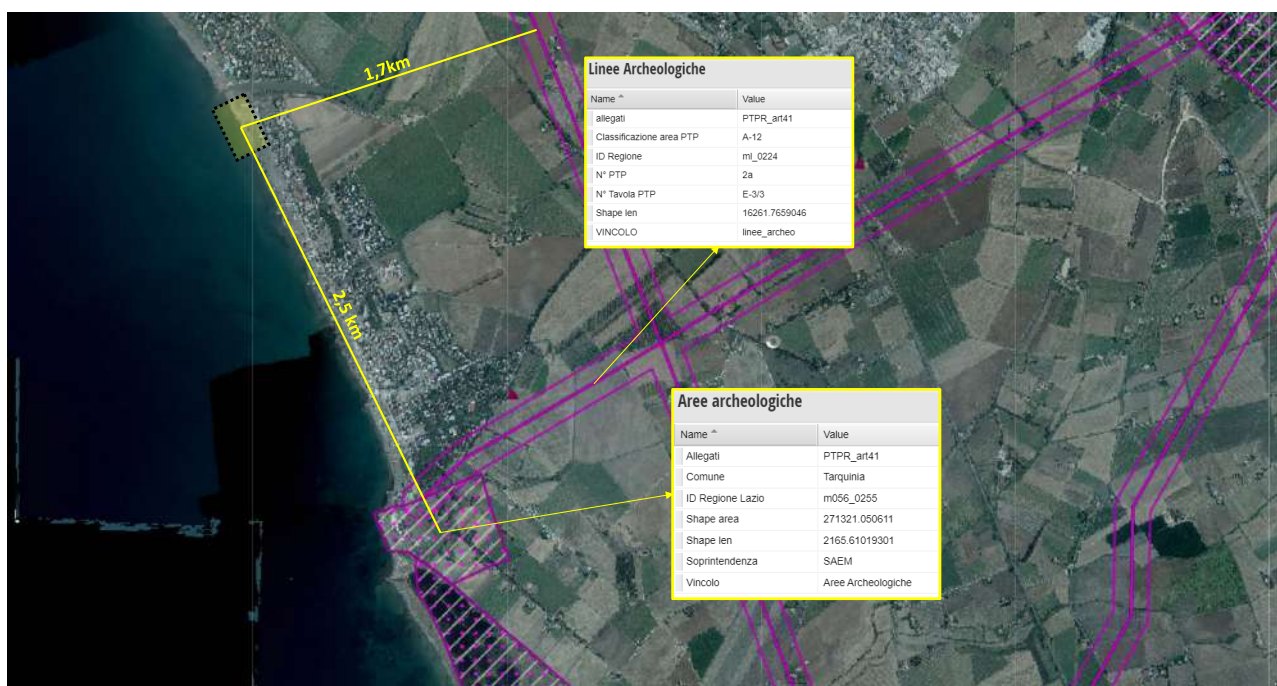 1,7km
Linee Archeologiche
Name Value
allegati PTPR_art41
Classificazione area PTP A-12
ID Regione ml_0224
N° PTP 2a
N° Tavola PTP E-3/3
Shape len 16261.7659046
VINCOLO linee_archeo
2,5 km
Aree archeologiche
Name Value
Allegati PTPR_art41
Comune Tarquinia
ID Regione Lazio m056_0255
Shape area 271321.050611
Shape len 2165.61019301
Soprintendenza SAEM
Vincolo Aree Archeologiche